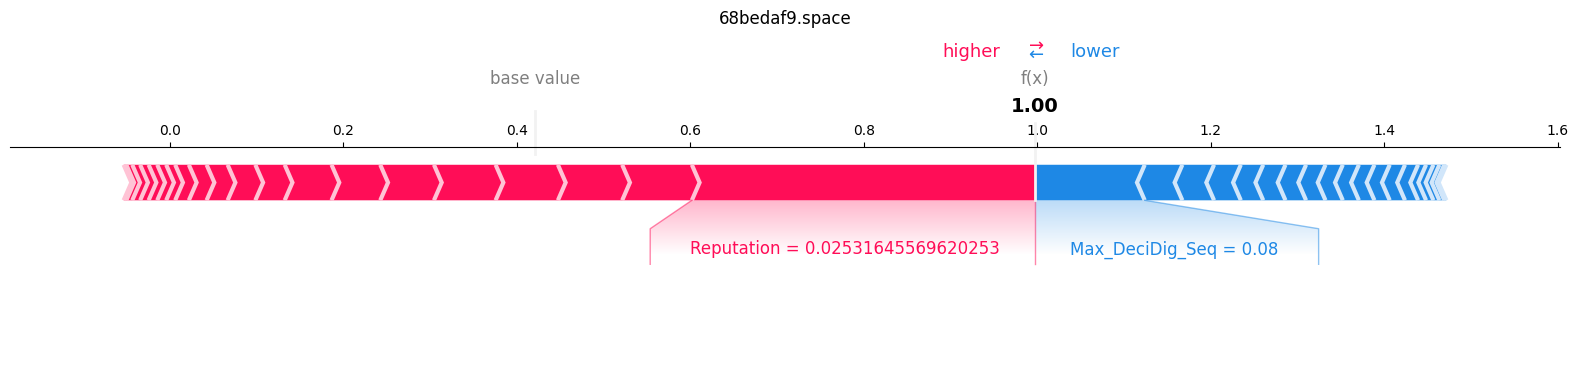 68bedaf9.space
higher ⇄ lower
base value
f(x)
1.00
0.0 0.2 0.4 0.6 0.8 1.0 1.2 1.4 1.6
Reputation = 0.02531645569620253
Max_DeciDig_Seq = 0.08